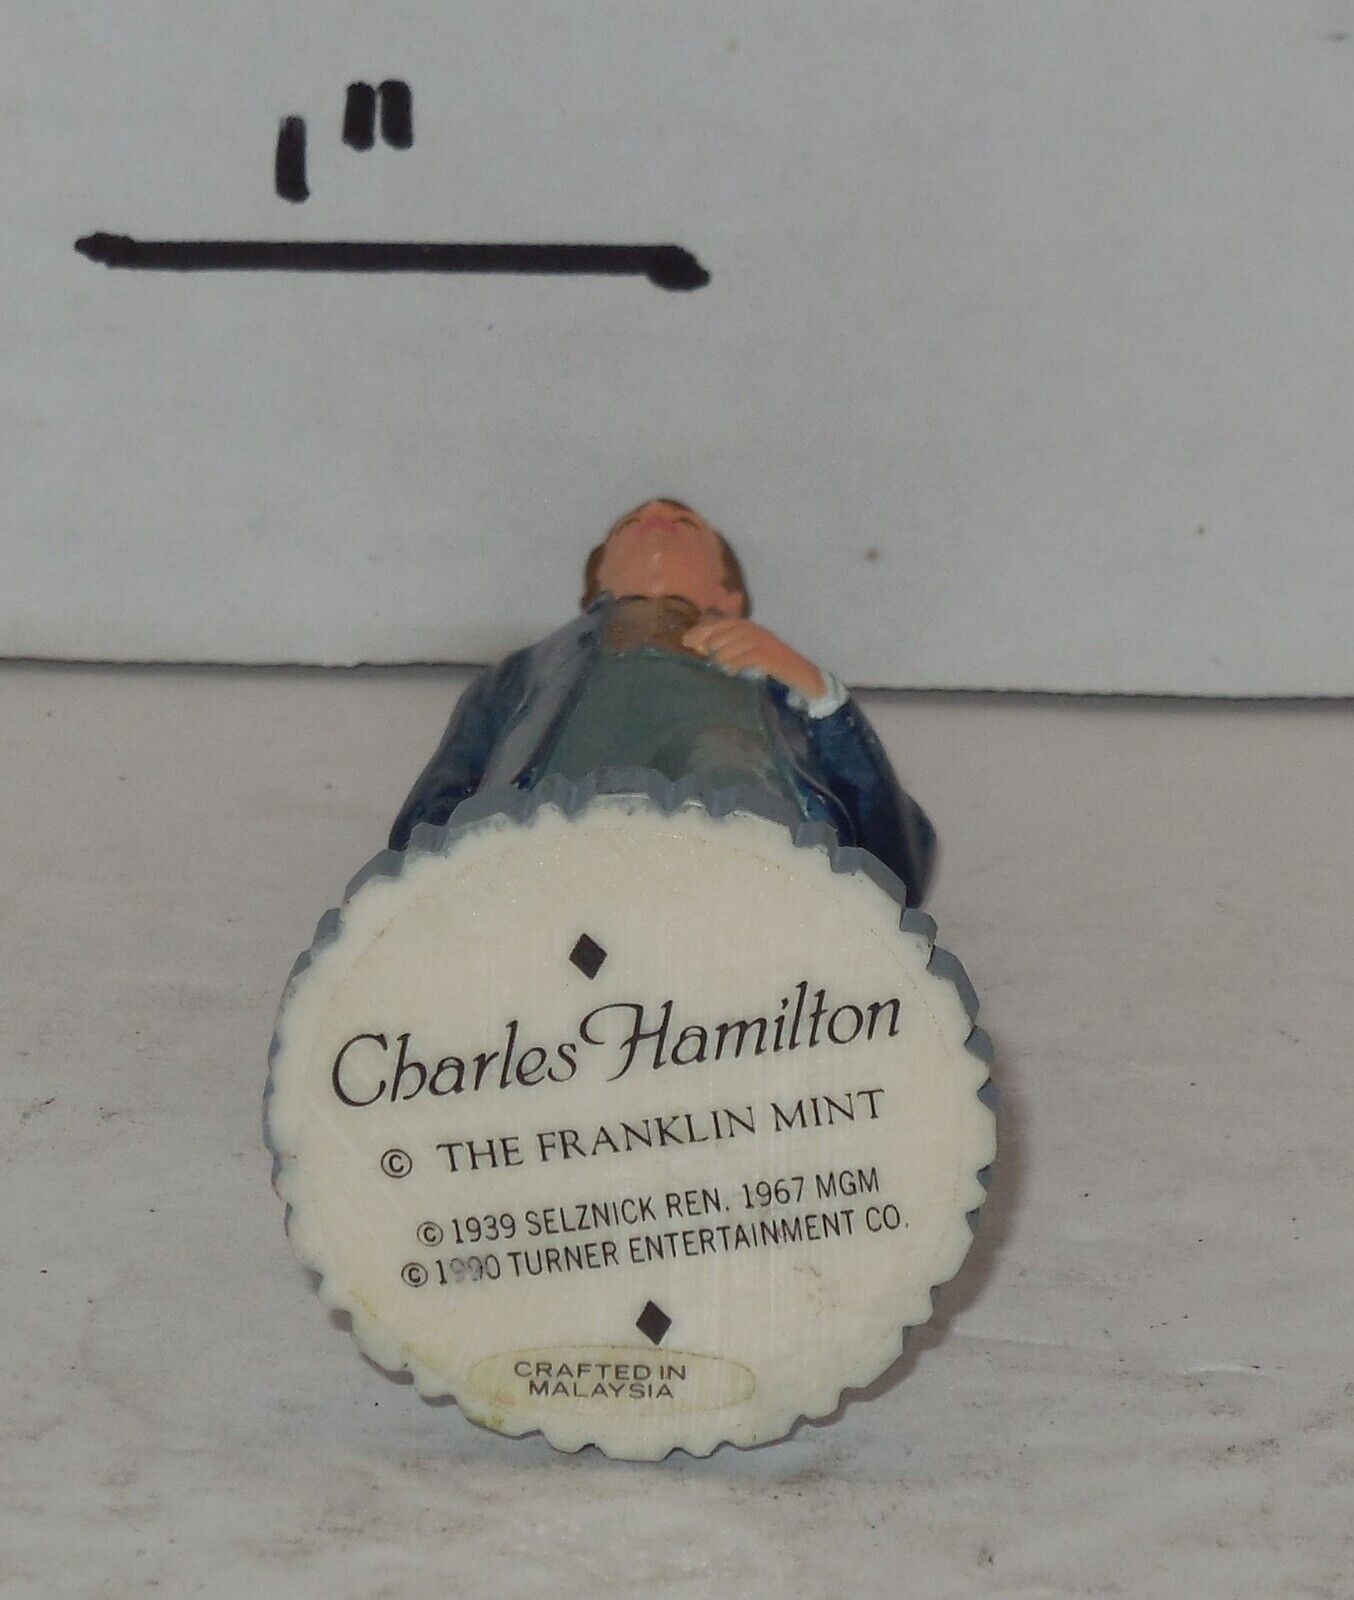 1"
Charles Hamilton
© THE FRANKLIN MINT
© 1939 SELZNICK REN. 1967 MGM
© 1990 TURNER ENTERTAINMENT CO.
CRAFTED IN
MALAYSIA